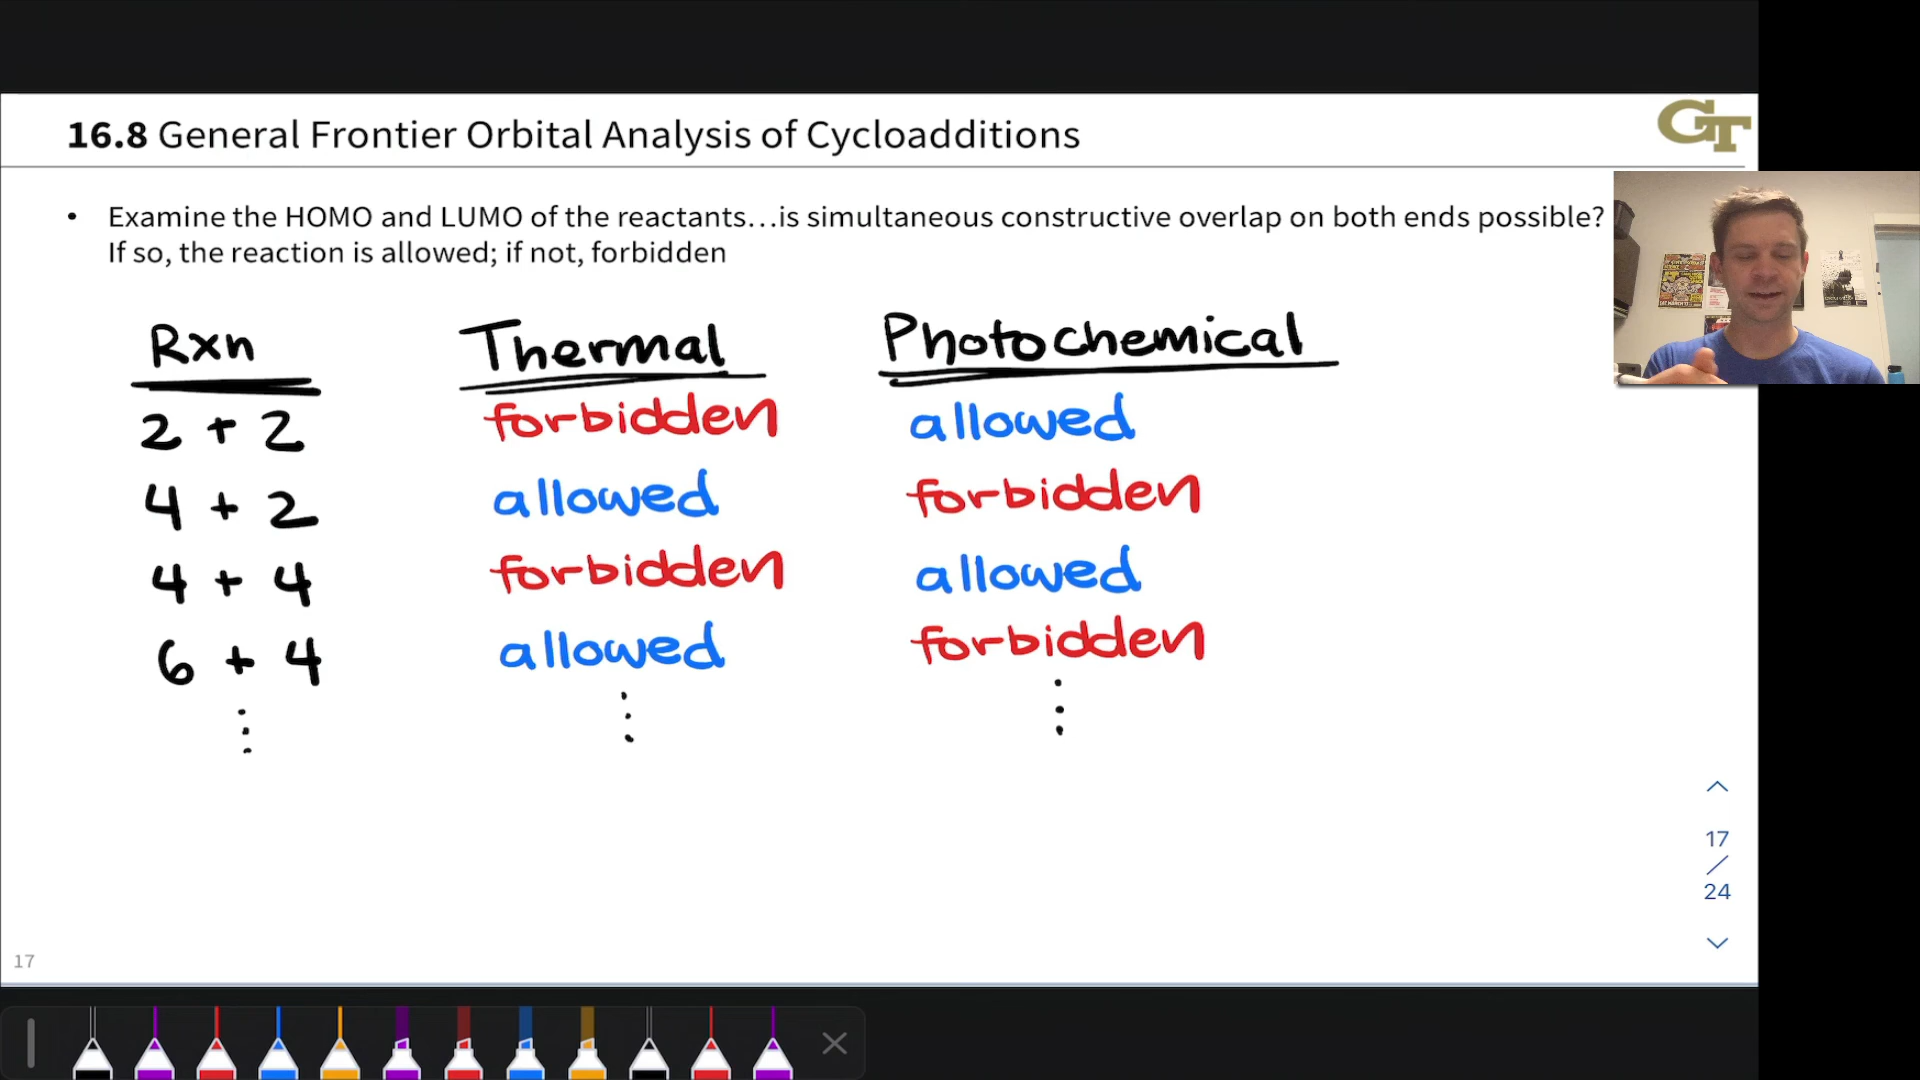 16.8 General Frontier Orbital Analysis of Cycloadditions
GT
• Examine the HOMO and LUMO of the reactants...is simultaneous constructive overlap on both ends possible?
If so, the reaction is allowed; if not, forbidden
Rxn Thermal Photochemical
2 + 2 forbidden allowed
4 + 2 allowed forbidden
4 + 4 forbidden allowed
6 + 4 allowed forbidden
17
24
17